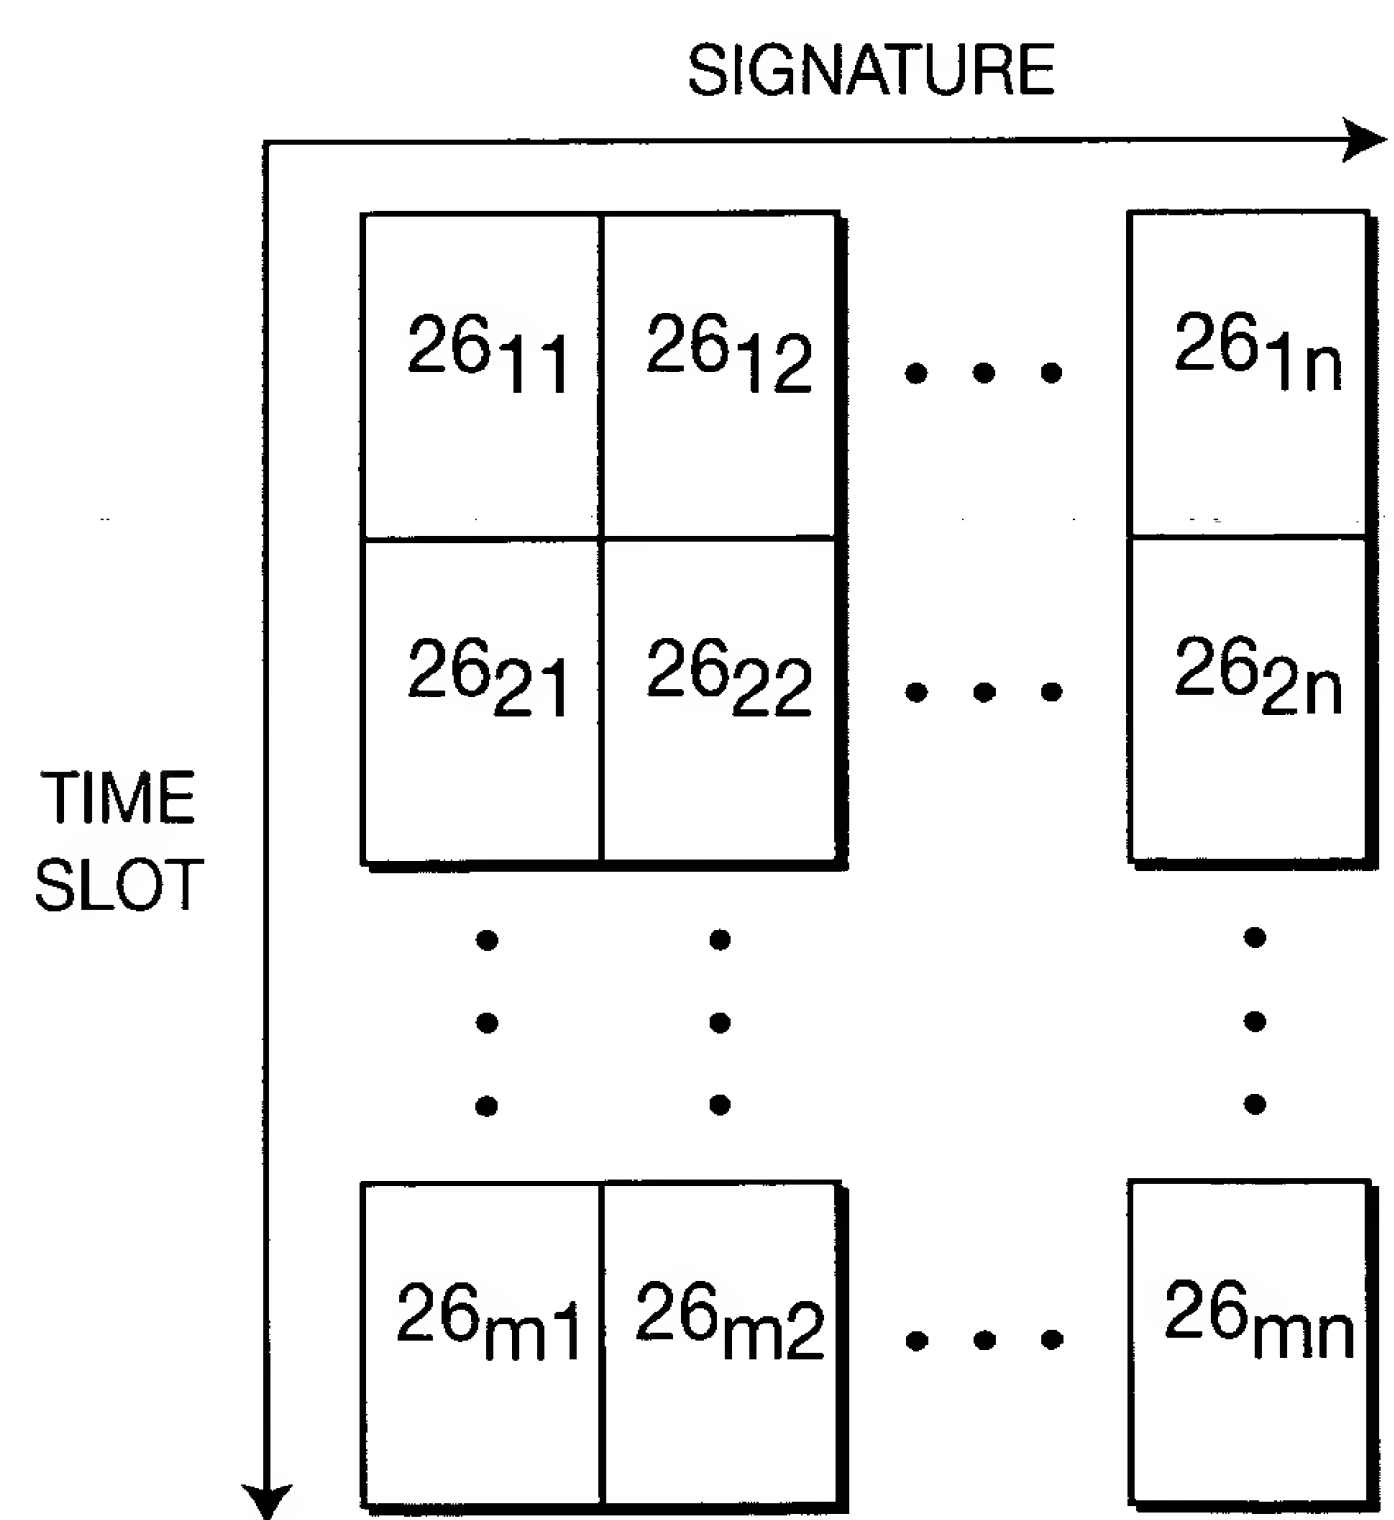 SIGNATURE
26₁₁ 26₁₂ • • • 26₁ₙ
26₂₁ 26₂₂ • • • 26₂ₙ
TIME
SLOT
26ₘ₁ 26ₘ₂ • • • 26ₘₙ